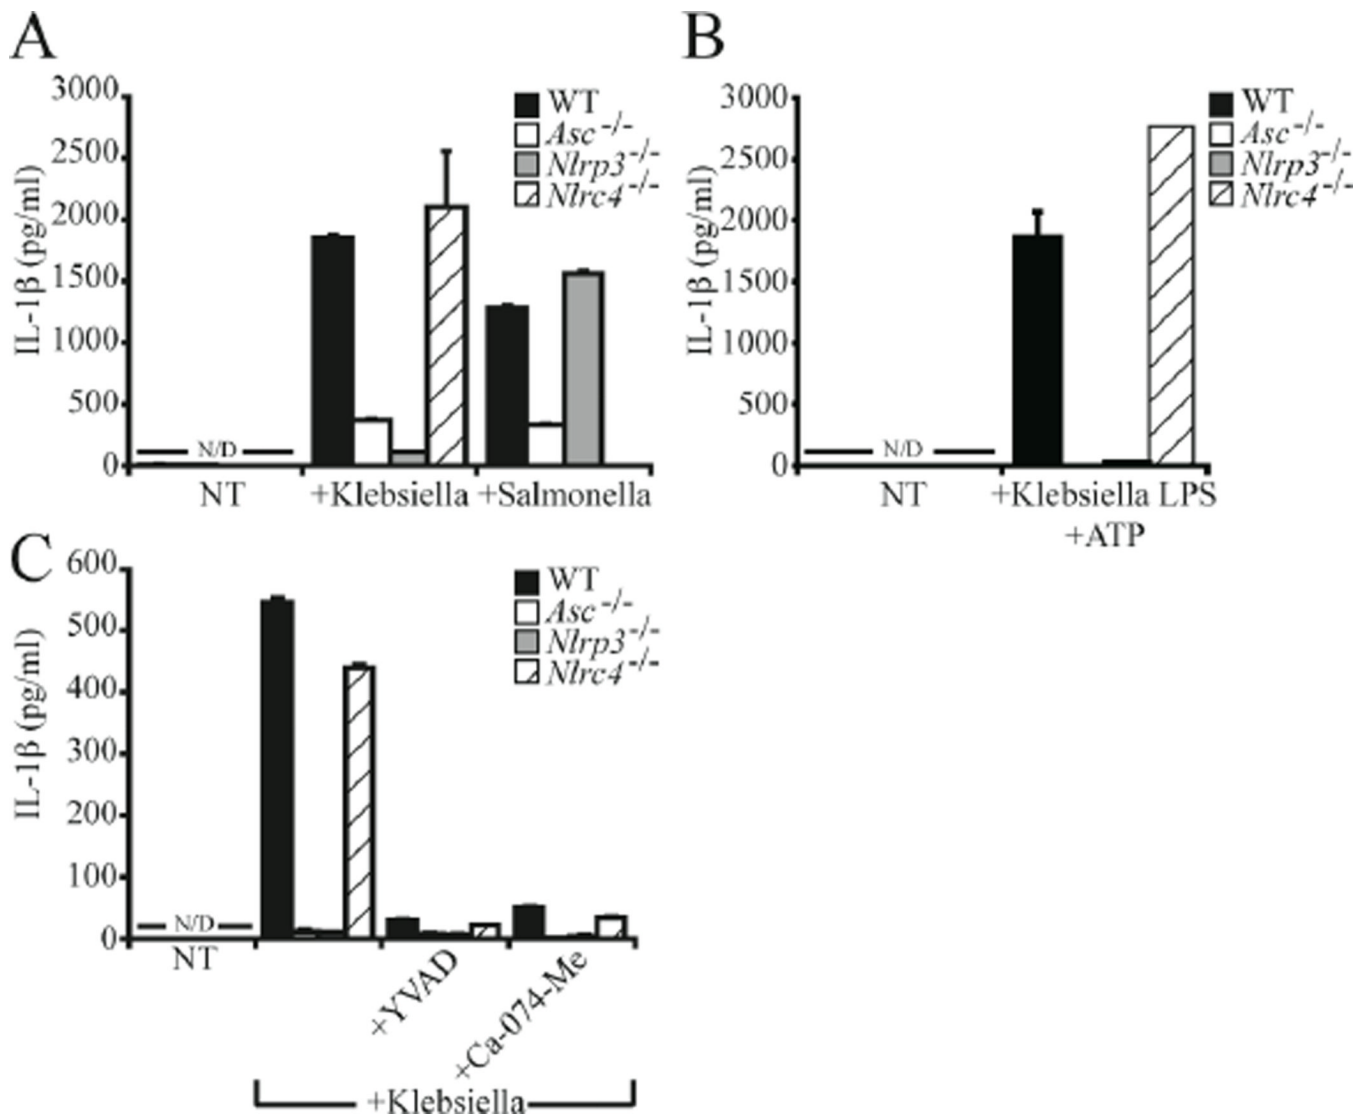 A
IL-1β (pg/ml)
3000
2500
2000
1500
1000
500
0
WT
Asc -/-
Nlrp3 -/-
Nlrc4 -/-
N/D
NT
+Klebsiella
+Salmonella
B
IL-1β (pg/ml)
3000
2500
2000
1500
1000
500
0
WT
Asc -/-
Nlrp3 -/-
Nlrc4 -/-
N/D
NT
+Klebsiella LPS
+ATP
C
IL-1β (pg/ml)
600
500
400
300
200
100
0
WT
Asc -/-
Nlrp3 -/-
Nlrc4 -/-
N/D
NT
+YVAD
+Ca-074-Me
+Klebsiella